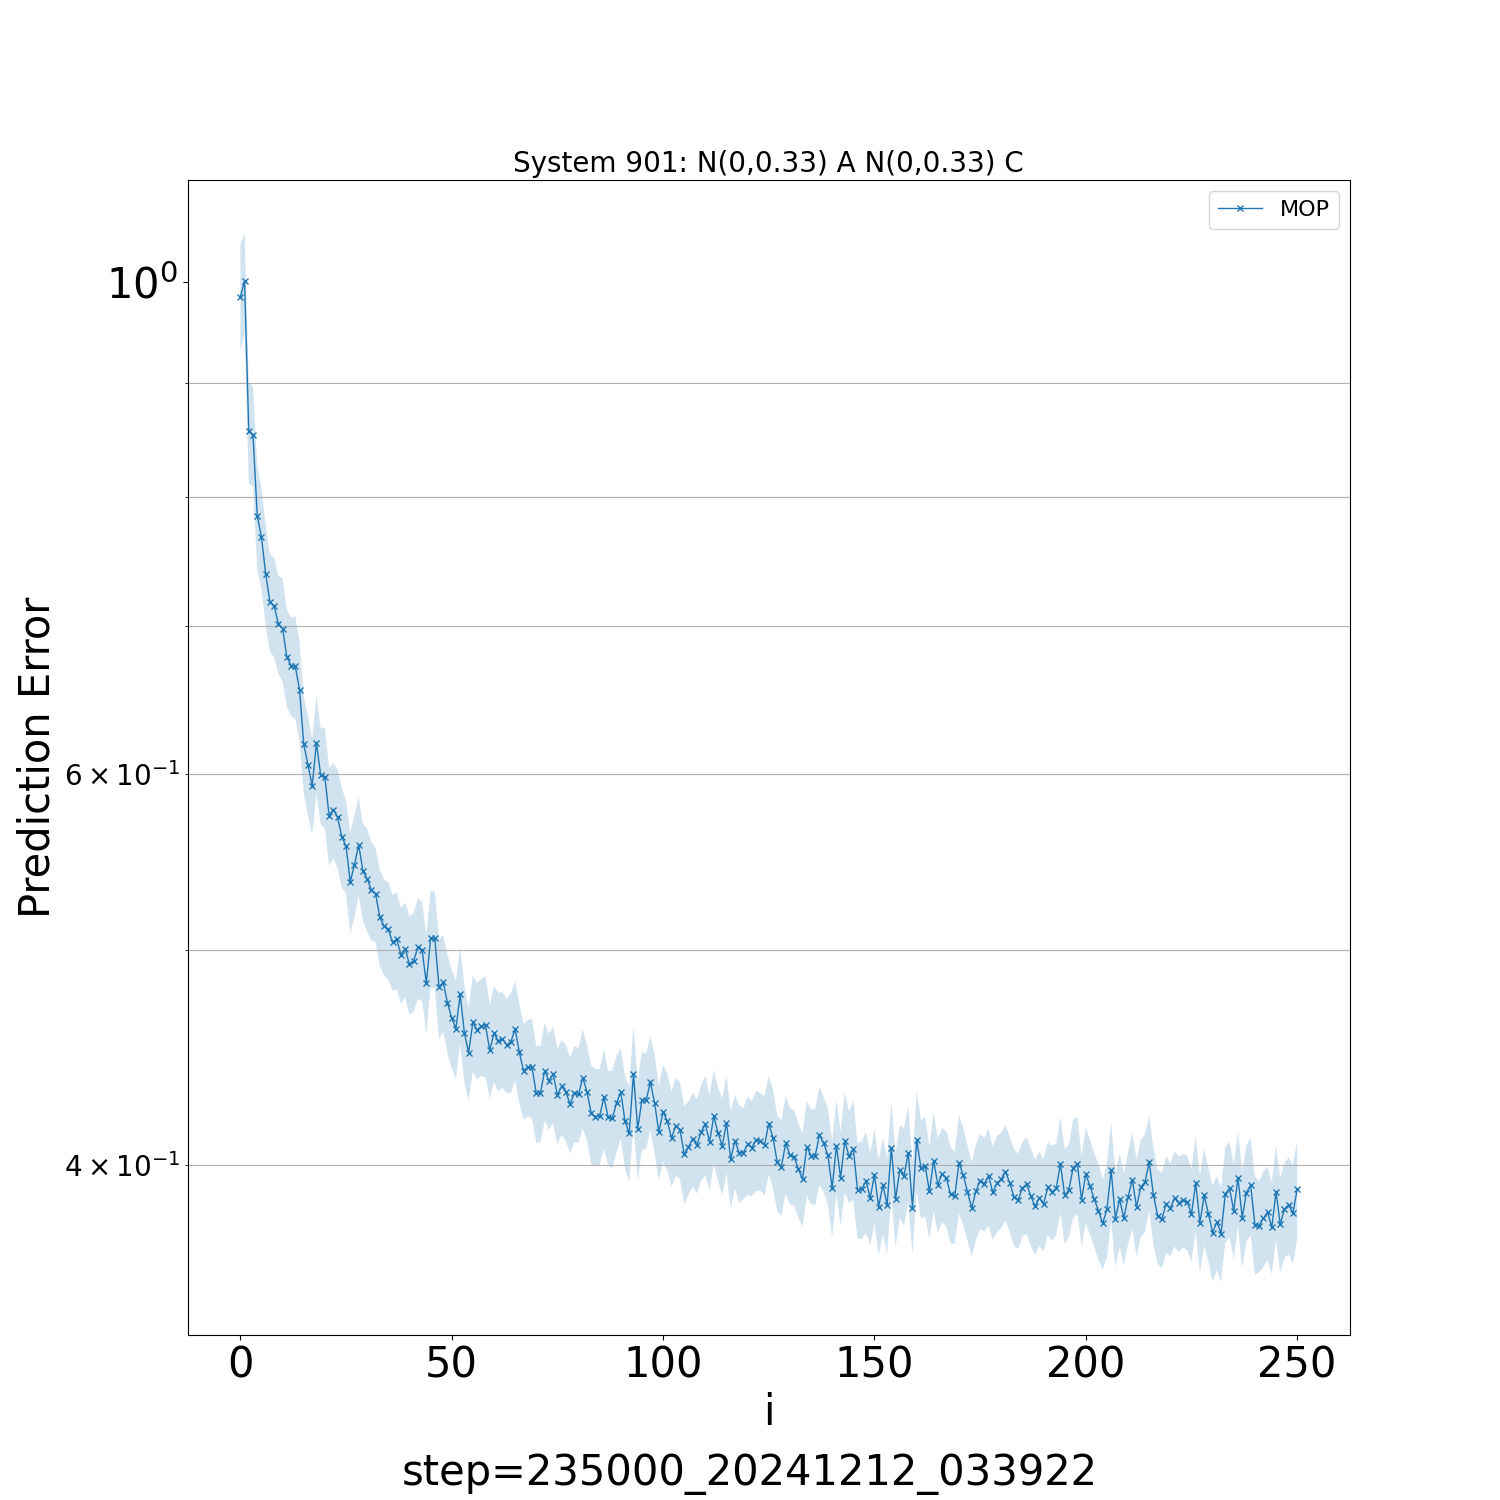 System 901: N(0,0.33) A N(0,0.33) C
MOP
10⁰
6 × 10⁻¹
4 × 10⁻¹
Prediction Error
0 50 100 150 200 250
i
step=235000_20241212_033922